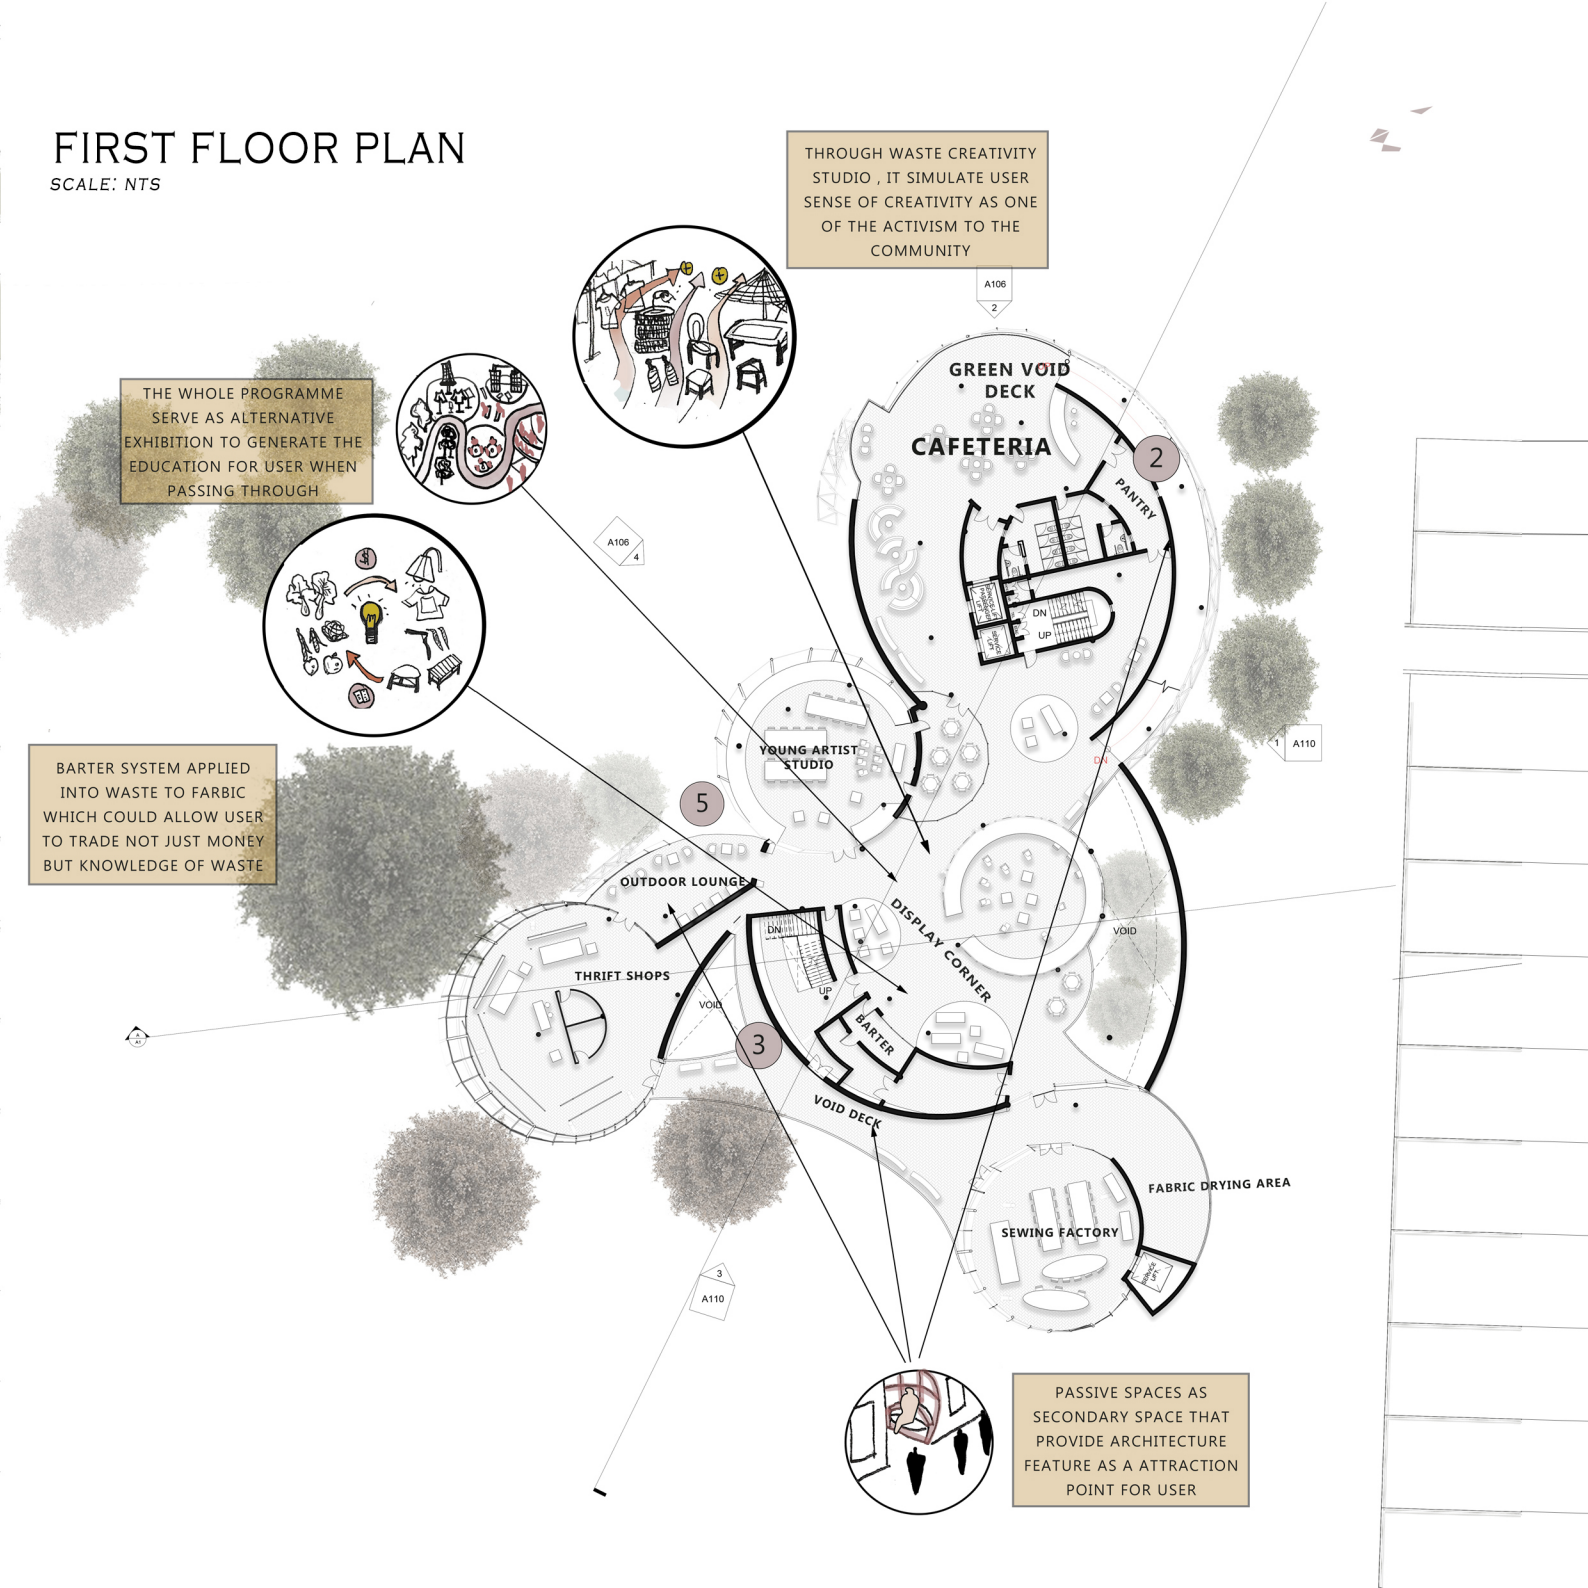 FIRST FLOOR PLAN
SCALE: NTS
THROUGH WASTE CREATIVITY
STUDIO , IT SIMULATE USER
SENSE OF CREATIVITY AS ONE
OF THE ACTIVISM TO THE
COMMUNITY
A106
2
THE WHOLE PROGRAMME
SERVE AS ALTERNATIVE
EXHIBITION TO GENERATE THE
EDUCATION FOR USER WHEN
PASSING THROUGH
GREEN VOID
DECK
CAFETERIA
2
PANTRY
A106
4
SERVICE
LIFT
DN
UP
BARTER SYSTEM APPLIED
INTO WASTE TO FARBIC
WHICH COULD ALLOW USER
TO TRADE NOT JUST MONEY
BUT KNOWLEDGE OF WASTE
YOUNG ARTIST
STUDIO
DN
1
A110
5
OUTDOOR LOUNGE
DISPLAY CORNER
DN
VOID
THRIFT SHOPS
UP
VOID
BARTER
3
VOID DECK
FABRIC DRYING AREA
SEWING FACTORY
SERVICE
LIFT
3
A110
PASSIVE SPACES AS
SECONDARY SPACE THAT
PROVIDE ARCHITECTURE
FEATURE AS A ATTRACTION
POINT FOR USER